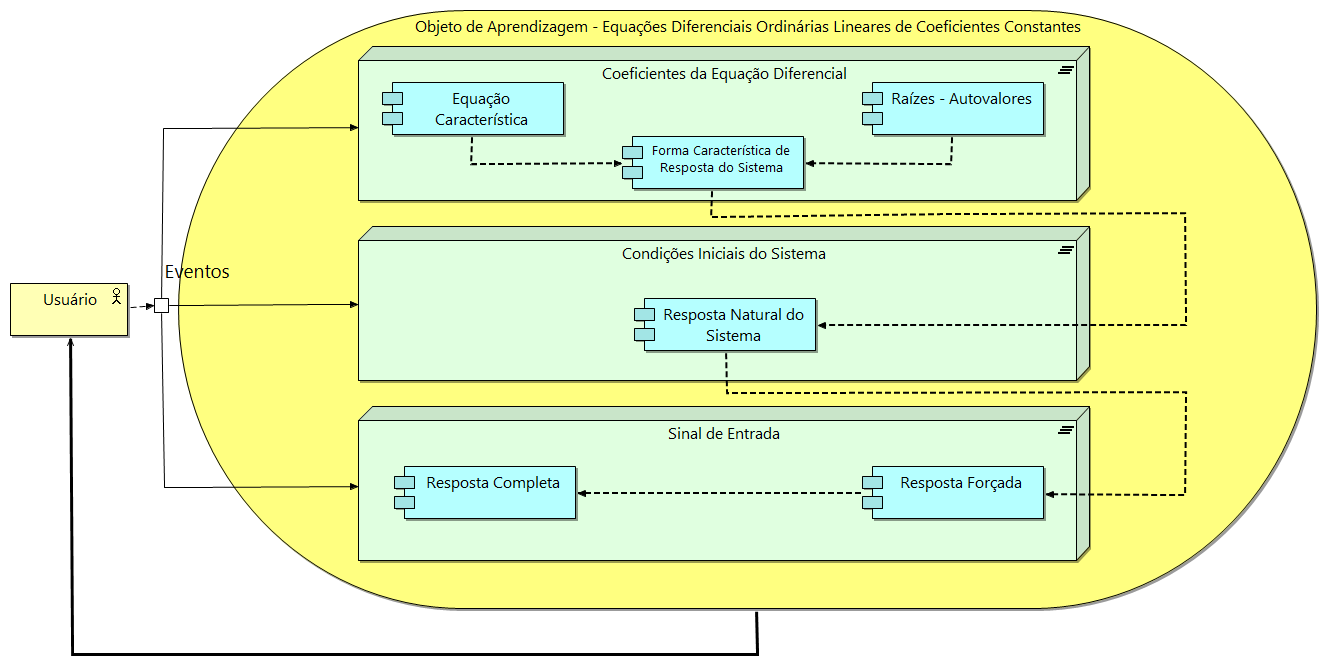 Objeto de Aprendizagem - Equações Diferenciais Ordinárias Lineares de Coeficientes Constantes
Coeficientes da Equação Diferencial
Equação
Característica
Raízes - Autovalores
Forma Característica de
Resposta do Sistema
Condições Iniciais do Sistema
Eventos
Usuário
Resposta Natural do
Sistema
Sinal de Entrada
Resposta Completa
Resposta Forçada